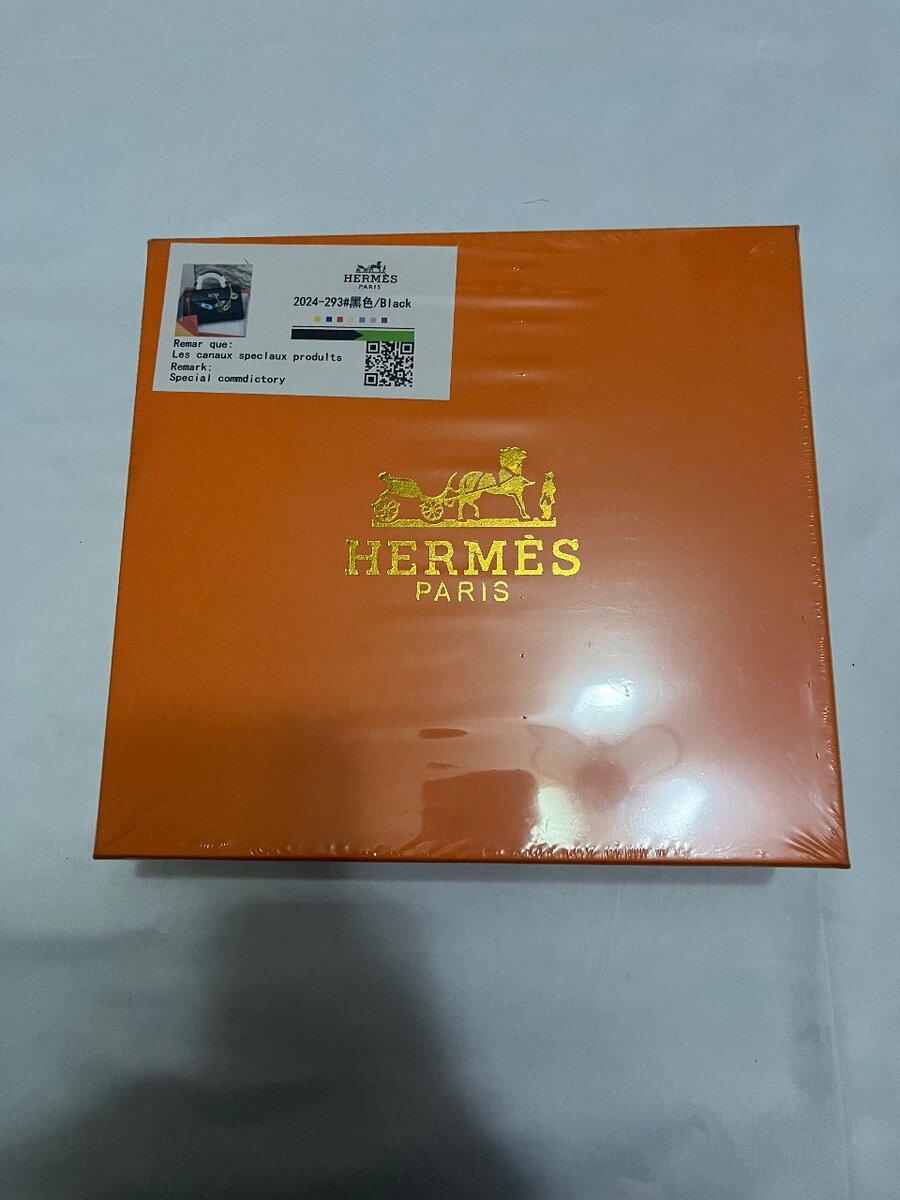 HERMÈS
PARIS
2024-293#黑色/Black
Remar que:
Les canaux speclaux prodults
Remark:
Special commdictory
HERMÈS
PARIS